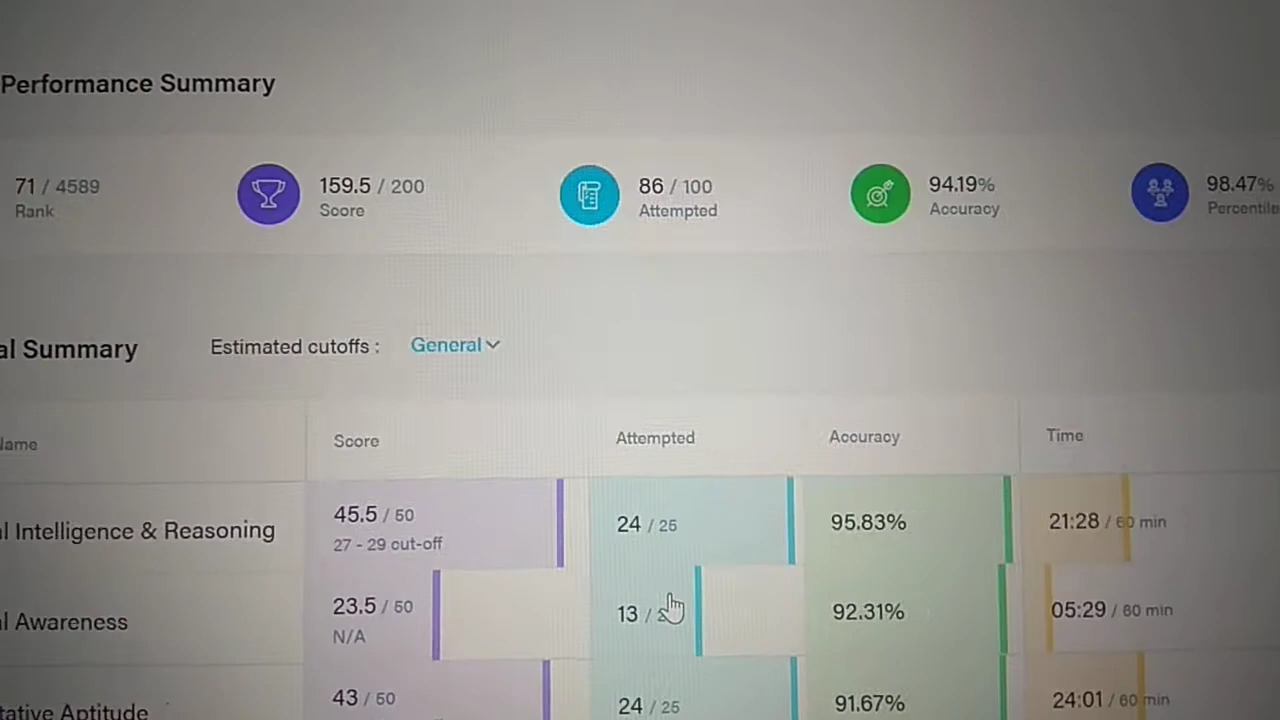 Performance Summary
71 / 4589
Rank
159.5 / 200
Score
86 / 100
Attempted
94.19%
Accuracy
98.47%
Percentile
al Summary
Estimated cutoffs :
General
Name
Score
Attempted
Accuracy
Time
al Intelligence & Reasoning
45.5 / 50
27 - 29 cut-off
24 / 25
95.83%
21:28 / 60 min
al Awareness
23.5 / 50
N/A
13 /
92.31%
05:29 / 60 min
tative Aptitude
43 / 50
24 / 25
91.67%
24:01 / 60 min